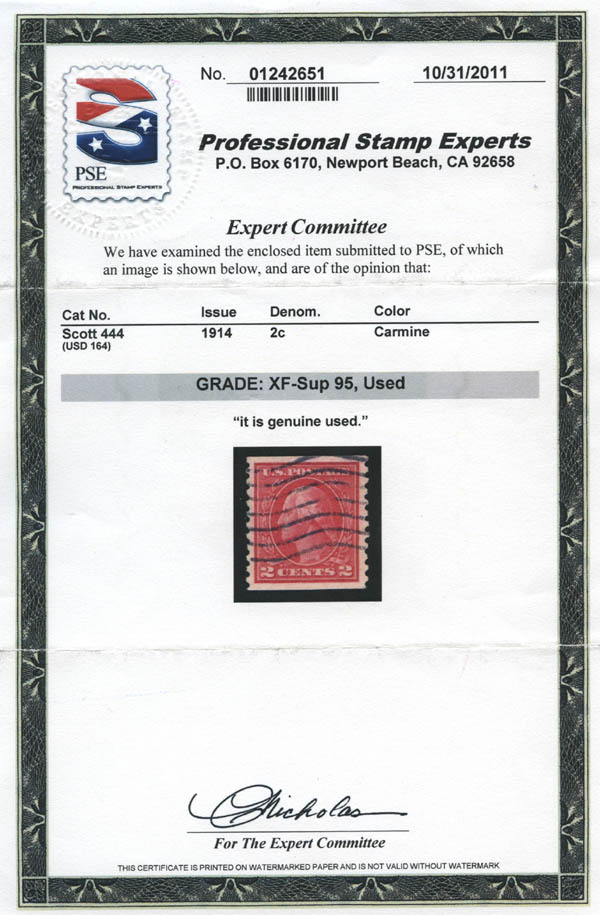 No. 01242651 10/31/2011
PSE
PROFESSIONAL STAMP EXPERTS
Professional Stamp Experts
P.O. Box 6170, Newport Beach, CA 92658
Expert Committee
We have examined the enclosed item submitted to PSE, of which
an image is shown below, and are of the opinion that:
Cat No. Issue Denom. Color
Scott 444 1914 2c Carmine
(USD 164)
GRADE: XF-Sup 95, Used
“it is genuine used.”
U.S. POSTAGE
2 CENTS 2
Nicholas
For The Expert Committee
THIS CERTIFICATE IS PRINTED ON WATERMARKED PAPER AND IS NOT VALID WITHOUT WATERMARK